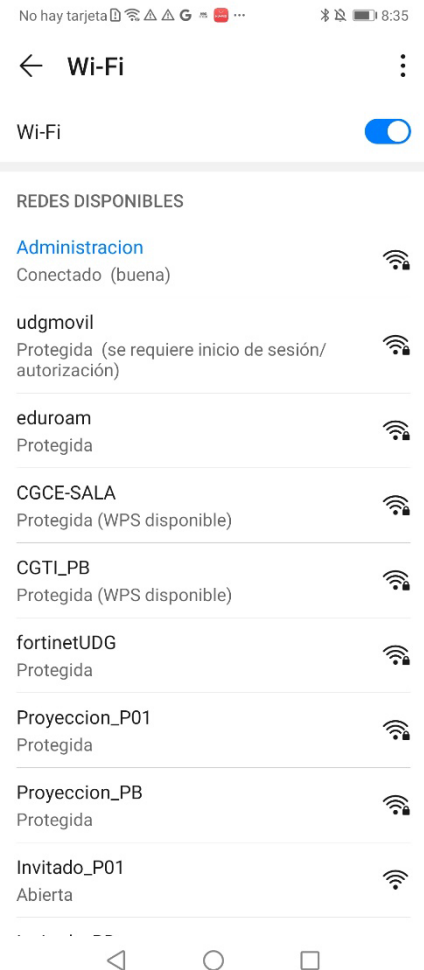 No hay tarjeta 8:35
Wi-Fi
Wi-Fi
REDES DISPONIBLES
Administracion
Conectado (buena)
udgmovil
Protegida (se requiere inicio de sesión/
autorización)
eduroam
Protegida
CGCE-SALA
Protegida (WPS disponible)
CGTI_PB
Protegida (WPS disponible)
fortinetUDG
Protegida
Proyeccion_P01
Protegida
Proyeccion_PB
Protegida
Invitado_P01
Abierta